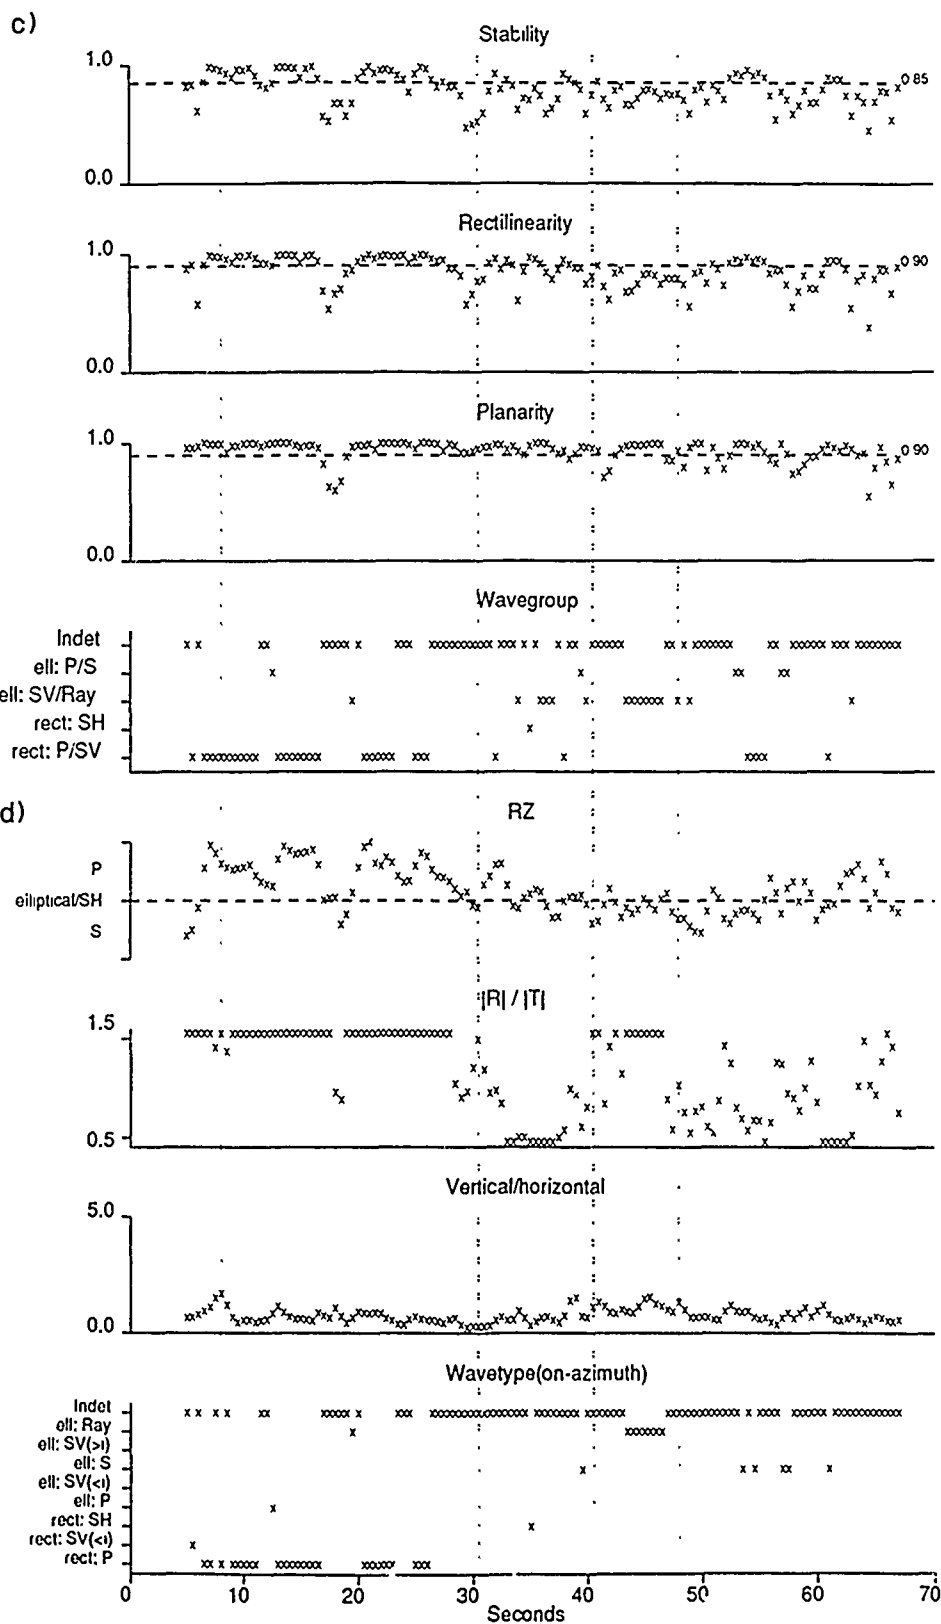 c)
Stability
1.0
0 85
0.0
Rectilinearity
1.0
0 90
0.0
Planarity
1.0
0 90
0.0
Wavegroup
Indet
ell: P/S
ell: SV/Ray
rect: SH
rect: P/SV
d)
RZ
P
elliptical/SH
S
|R| / |T|
1.5
0.5
Vertical/horizontal
5.0
0.0
Wavetype(on-azimuth)
Indet
ell: Ray
ell: SV(>ı)
ell: S
ell: SV(<ı)
ell: P
rect: SH
rect: SV(<ı)
rect: P
0 10 20 30 40 50 60 70
Seconds